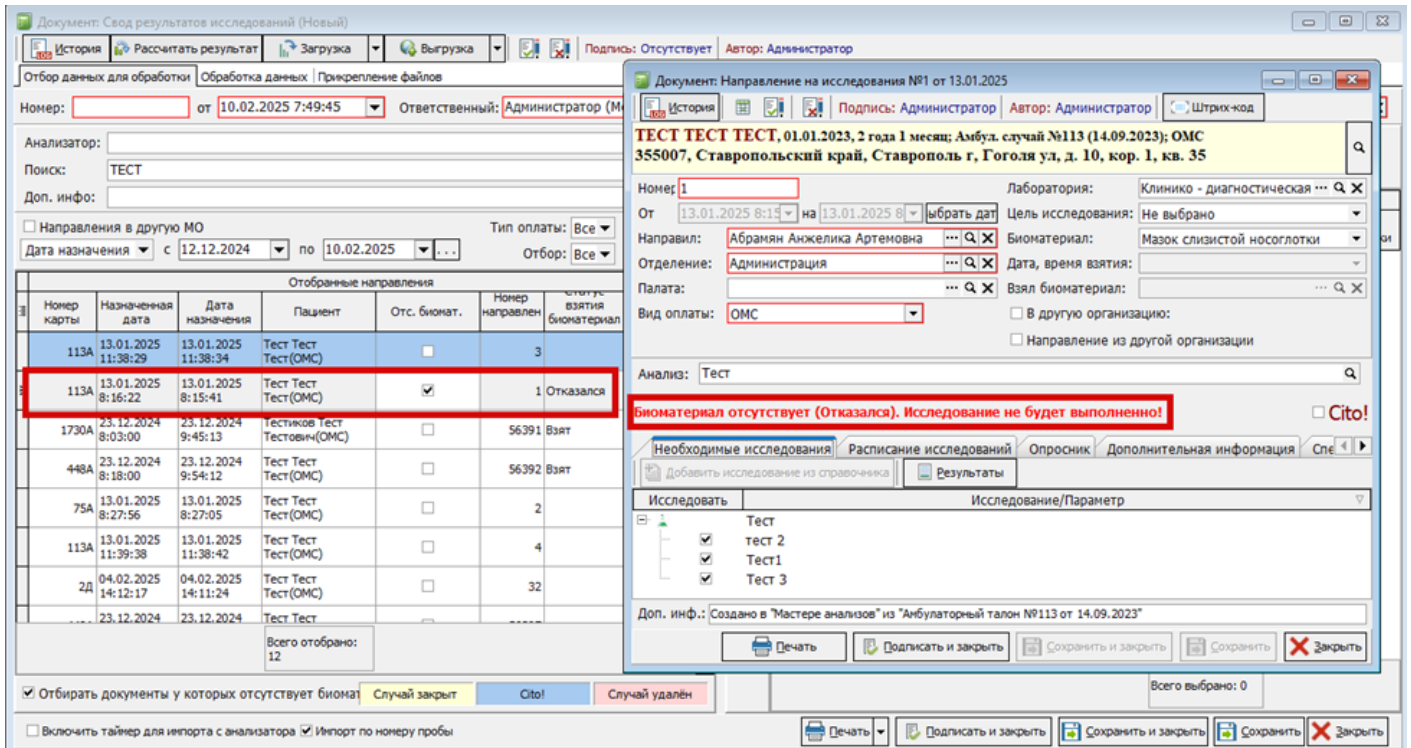 Документ: Свод результатов исследований (Новый)
История Рассчитать результат Загрузка Выгрузка Подпись: Отсутствует Автор: Администратор
Отбор данных для обработки Обработка данных Прикрепление файлов
Номер: от 10.02.2025 7:49:45 Ответственный: Администратор
Анализатор:
Поиск: ТЕСТ
Доп. инфо:
Направления в другую МО Тип оплаты: Все
Дата назначения с 12.12.2024 по 10.02.2025 ... Отбор: Все
Отобранные направления
Номер карты Назначенная дата Дата назначения Пациент Отс. биомат. Номер направлен Статус взятия биоматериал
113А 13.01.2025 11:38:29 13.01.2025 11:38:34 Тест Тест Тест(ОМС) 3
113А 13.01.2025 8:16:22 13.01.2025 8:15:41 Тест Тест Тест(ОМС) 1 Отказался
1730А 23.12.2024 8:03:00 23.12.2024 9:45:13 Тестиков Тест Тестович(ОМС) 56391 Взят
448А 23.12.2024 8:18:00 23.12.2024 9:54:12 Тест Тест Тест(ОМС) 56392 Взят
75А 13.01.2025 8:27:56 13.01.2025 8:27:05 Тест Тест Тест(ОМС) 2
113А 13.01.2025 11:39:38 13.01.2025 11:38:42 Тест Тест Тест(ОМС) 4
2Д 04.02.2025 14:12:17 04.02.2025 14:11:24 Тест Тест Тест(ОМС) 32
23.12.2024 23.12.2024 Тест Тест
Всего отобрано:
12
Отбирать документы у которых отсутствует биомат Случай закрыт Cito! Случай удалён
Включить таймер для импорта с анализатора Импорт по номеру пробы
Документ: Направление на исследования №1 от 13.01.2025
История Подпись: Администратор Автор: Администратор Штрих-код
ТЕСТ ТЕСТ ТЕСТ, 01.01.2023, 2 года 1 месяц; Амбул. случай №113 (14.09.2023); ОМС
355007, Ставропольский край, Ставрополь г, Гоголя ул, д. 10, кор. 1, кв. 35
Номер 1 Лаборатория: Клинико - диагностическая
От 13.01.2025 8:15 на 13.01.2025 8 ыбрать дат Цель исследования: Не выбрано
Направил: Абрамян Анжелика Артемовна Биоматериал: Мазок слизистой носоглотки
Отделение: Администрация Дата, время взятия:
Палата: Взял биоматериал:
Вид оплаты: ОМС В другую организацию:
Направление из другой организации
Анализ: Тест
Биоматериал отсутствует (Отказался). Исследование не будет выполненно! Cito!
Необходимые исследования Расписание исследований Опросник Дополнительная информация Спе
Добавить исследование из справочника Результаты
Исследовать Исследование/Параметр
Тест
тест 2
Тест1
Тест 3
Доп. инф.: Создано в "Мастере анализов" из "Амбулаторный талон №113 от 14.09.2023"
Печать Подписать и закрыть Сохранить и закрыть Сохранить Закрыть
Всего выбрано: 0
Печать Подписать и закрыть Сохранить и закрыть Сохранить Закрыть